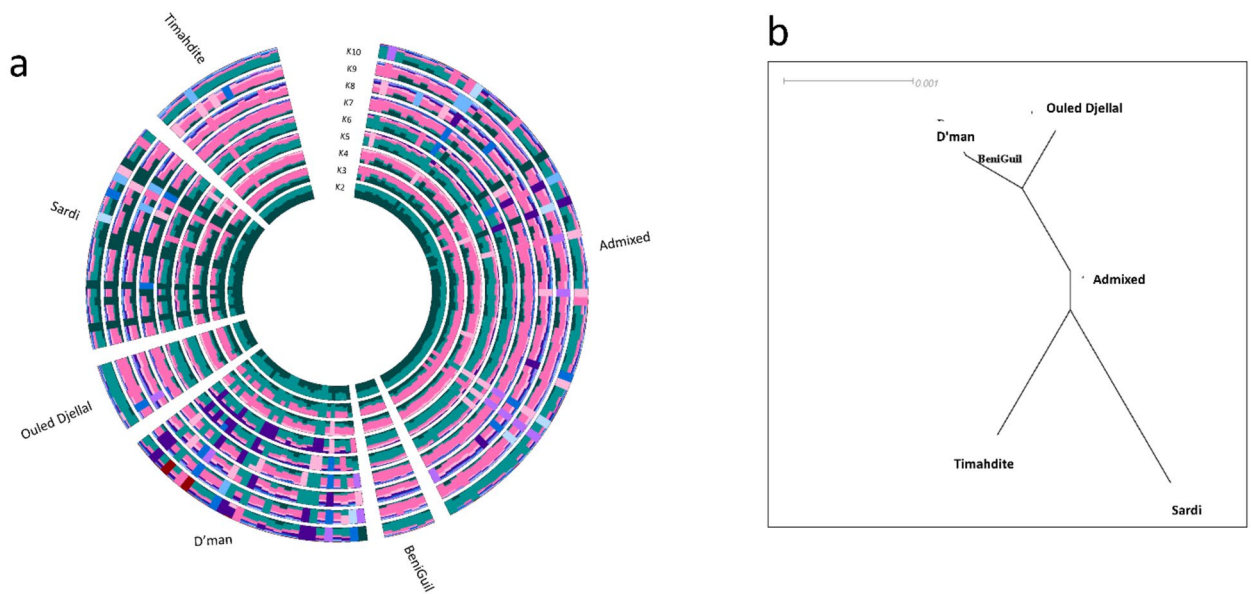 a
Timahdite
K10
K9
K8
K7
K6
K5
K4
K3
K2
Sardi
Admixed
Ouled Djellal
D'man
BeniGuil
b
0.001
Ouled Djellal
D'man
BeniGuil
Admixed
Timahdite
Sardi